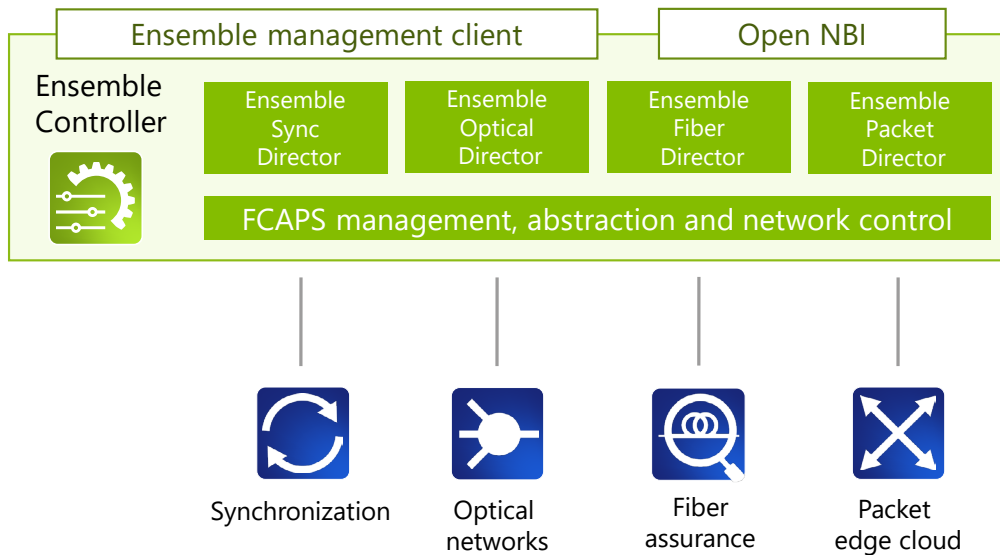 Ensemble management client
Open NBI
Ensemble
Controller
Ensemble
Sync
Director
Ensemble
Optical
Director
Ensemble
Fiber
Director
Ensemble
Packet
Director
FCAPS management, abstraction and network control
Synchronization
Optical
networks
Fiber
assurance
Packet
edge cloud